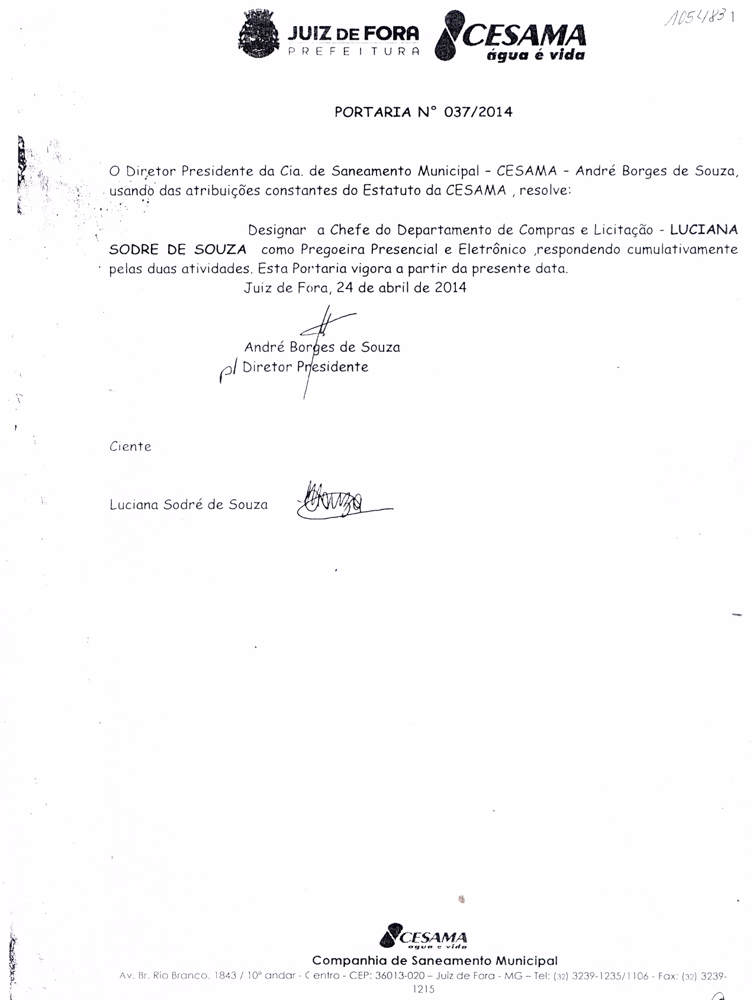 JUIZ DE FORA
PREFEITURA
CESAMA
água é vida
PORTARIA N° 037/2014
O Diretor Presidente da Cia. de Saneamento Municipal - CESAMA - André Borges de Souza,
usando das atribuições constantes do Estatuto da CESAMA , resolve:
Designar a Chefe do Departamento de Compras e Licitação - LUCIANA
SODRE DE SOUZA como Pregoeira Presencial e Eletrônico ,respondendo cumulativamente
pelas duas atividades. Esta Portaria vigora a partir da presente data.
Juiz de Fora, 24 de abril de 2014
André Borges de Souza
p/ Diretor Presidente
Ciente
Luciana Sodré de Souza
CESAMA
agua e vida
Companhia de Saneamento Municipal
Av. Br. Rio Branco. 1843 / 10º andar - Centro - CEP: 36013-020 – Juiz de Fora - MG – Tel: (32) 3239-1235/1106 - Fax: (32) 3239-
1215